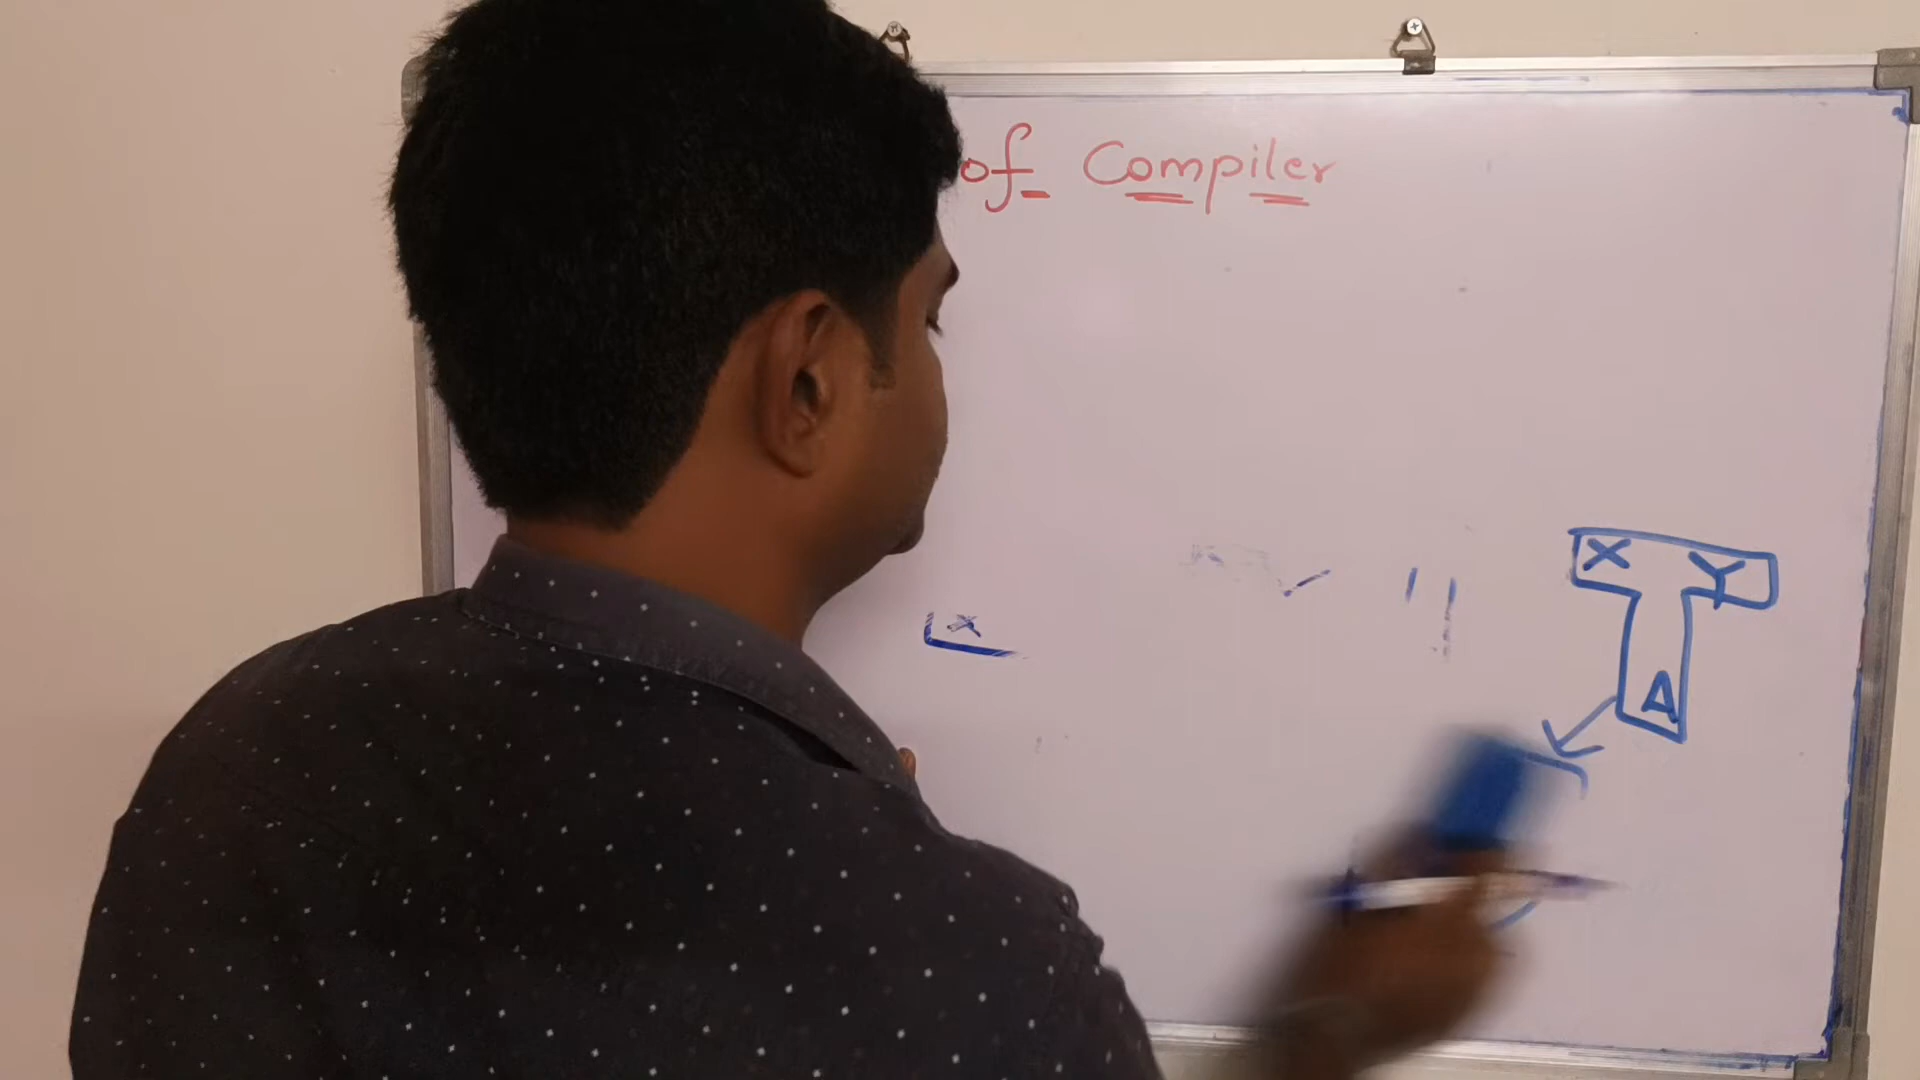 of Compiler
X Y
x
A